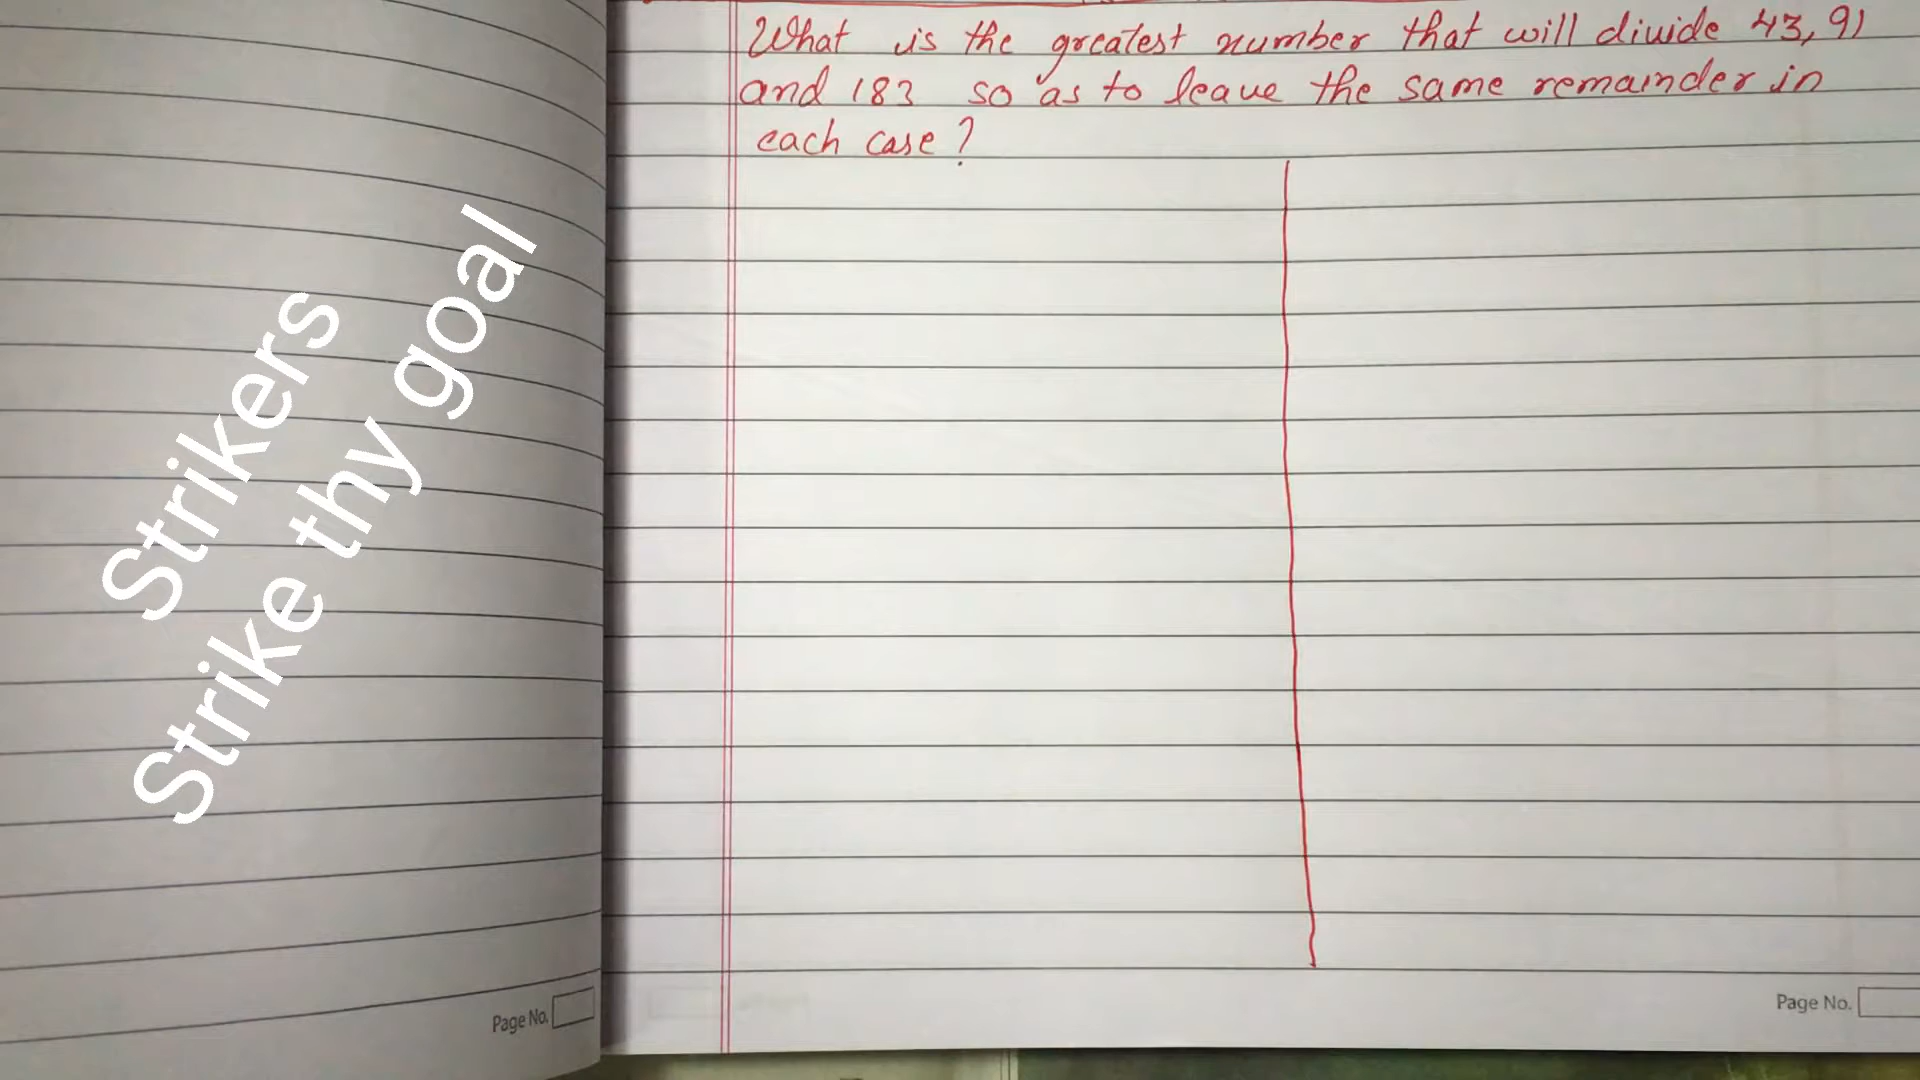 What is the greatest number that will divide 43, 91
and 183 so as to leave the same remainder in
each case?
Strikers
Strike thy goal
Page No.
Page No.